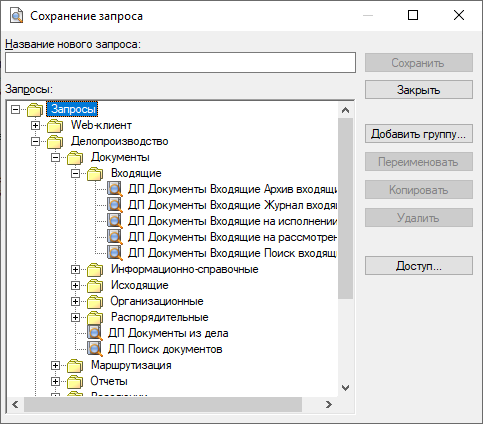 Сохранение запроса
Название нового запроса:
Сохранить
Запросы:
Закрыть
Запросы
Web-клиент
Делопроизводство
Добавить группу...
Документы
Переименовать
Входящие
ДП Документы Входящие Архив входящи
Копировать
ДП Документы Входящие Журнал входя
ДП Документы Входящие на исполнении
Удалить
ДП Документы Входящие на рассмотрен
ДП Документы Входящие Поиск входящ
Информационно-справочные
Доступ...
Исходящие
Организационные
Распорядительные
ДП Документы из дела
ДП Поиск документов
Маршрутизация
Отчеты